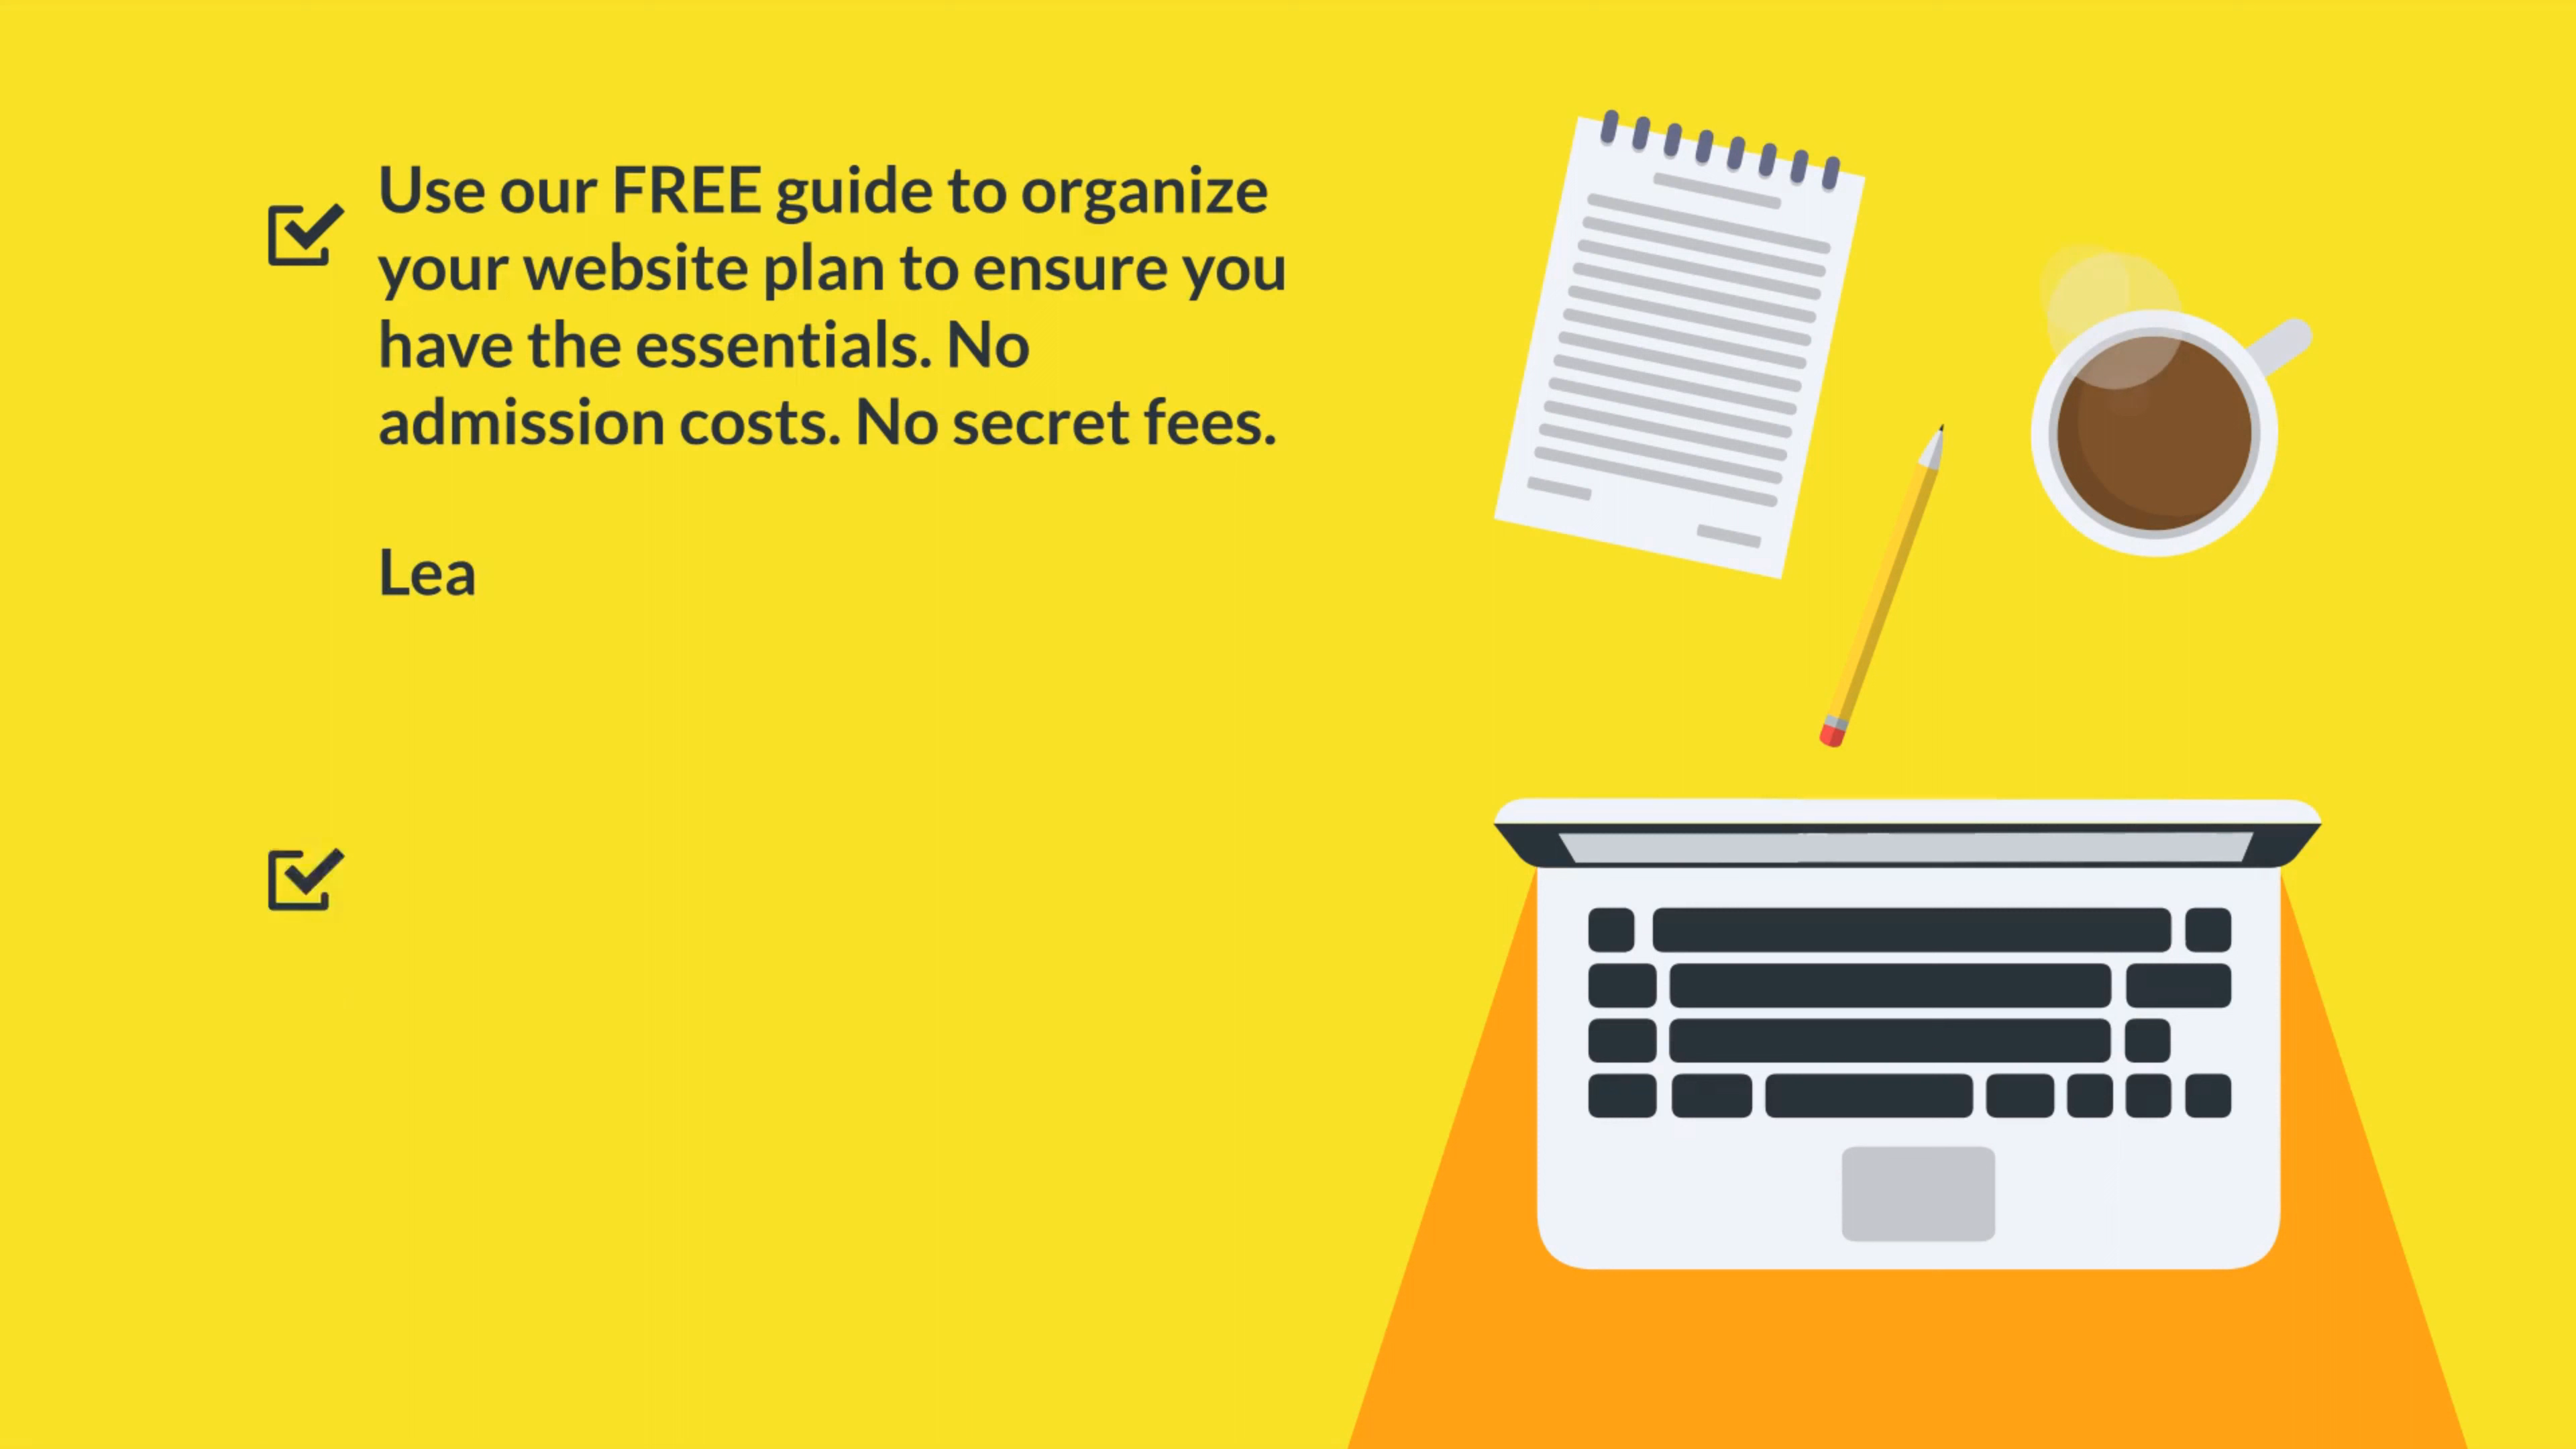 Use our FREE guide to organize
your website plan to ensure you
have the essentials. No
admission costs. No secret fees.
Lea